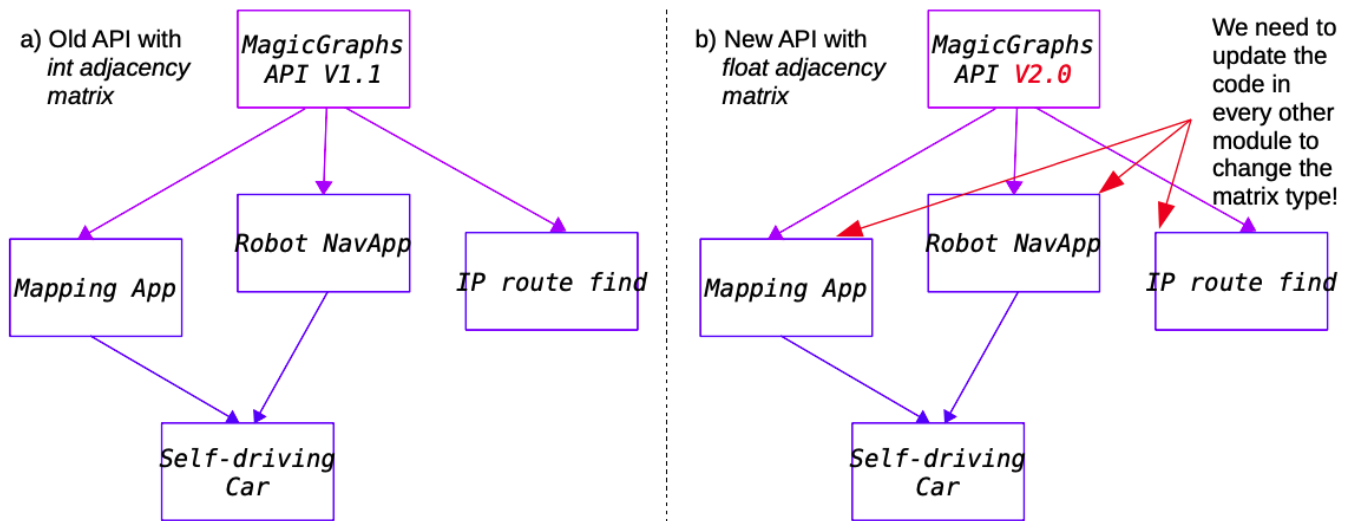 a) Old API with
int adjacency
matrix
MagicGraphs
API V1.1
Mapping App
Robot NavApp
IP route find
Self-driving
Car
b) New API with
float adjacency
matrix
MagicGraphs
API V2.0
We need to
update the
code in
every other
module to
change the
matrix type!
Mapping App
Robot NavApp
IP route find
Self-driving
Car